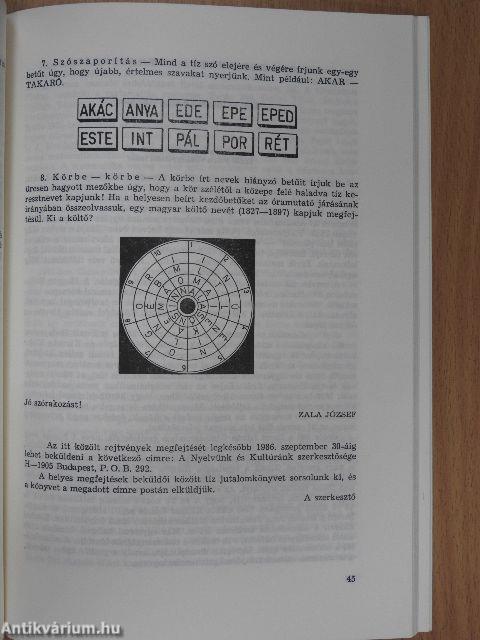 7. Szószaporítás — Mind a tíz szó elejére és végére írjunk egy-egy
betűt úgy, hogy újabb, értelmes szavakat nyerjünk. Mint például: AKAR —
TAKARÓ.
AKÁC ANYA EDE EPE EPED
ESTE INT PÁL POR RÉT
8. Körbe — körbe — A körbe írt nevek hiányzó betűit írjuk be az
üresen hagyott mezőkbe úgy, hogy a kör szélétől a közepe felé haladva tíz ke-
resztnevet kapjunk! Ha a helyesen beírt kezdőbetűket az óramutató járásának
irányában összeolvassuk, egy magyar költő nevét (1827—1897) kapjuk megfej-
tésül. Ki a költő?
Jó szórakozást!
ZALA JÓZSEF
Az itt közölt rejtvények megfejtését legkésőbb 1986. szeptember 30-áig
lehet beküldeni a következő címre: A Nyelvünk és Kultúránk szerkesztősége
H—1905 Budapest, P. O. B. 292.
A helyes megfejtések beküldői között tíz jutalomkönyvet sorsolunk ki, és
a könyvet a megadott címre postán elküldjük.
A szerkesztő
45
Antikvárium.hu